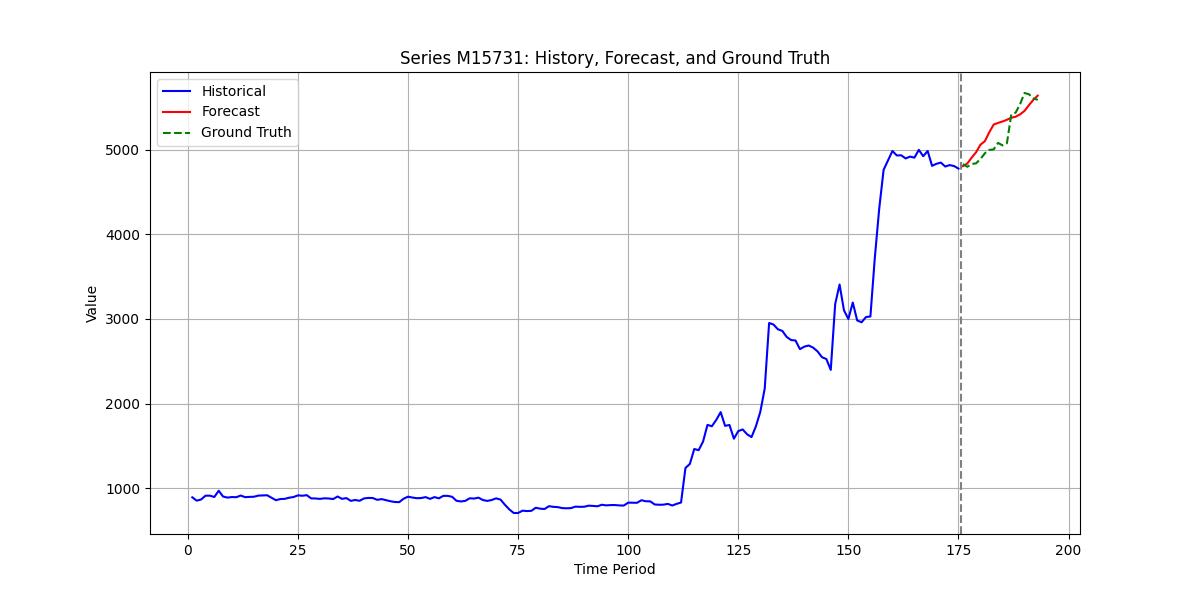 Series M15731: History, Forecast, and Ground Truth
Historical
Forecast
Ground Truth
5000
4000
3000
2000
1000
Value
0 25 50 75 100 125 150 175 200
Time Period